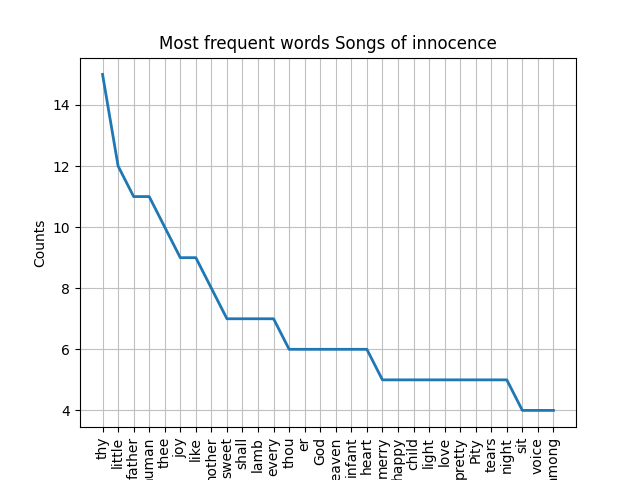 Most frequent words Songs of innocence
Counts
14
12
10
8
6
4
thy
little
father
uman
thee
joy
like
other
sweet
shall
lamb
every
thou
er
God
eaven
infant
heart
merry
happy
child
light
love
pretty
Pity
tears
night
sit
voice
mong